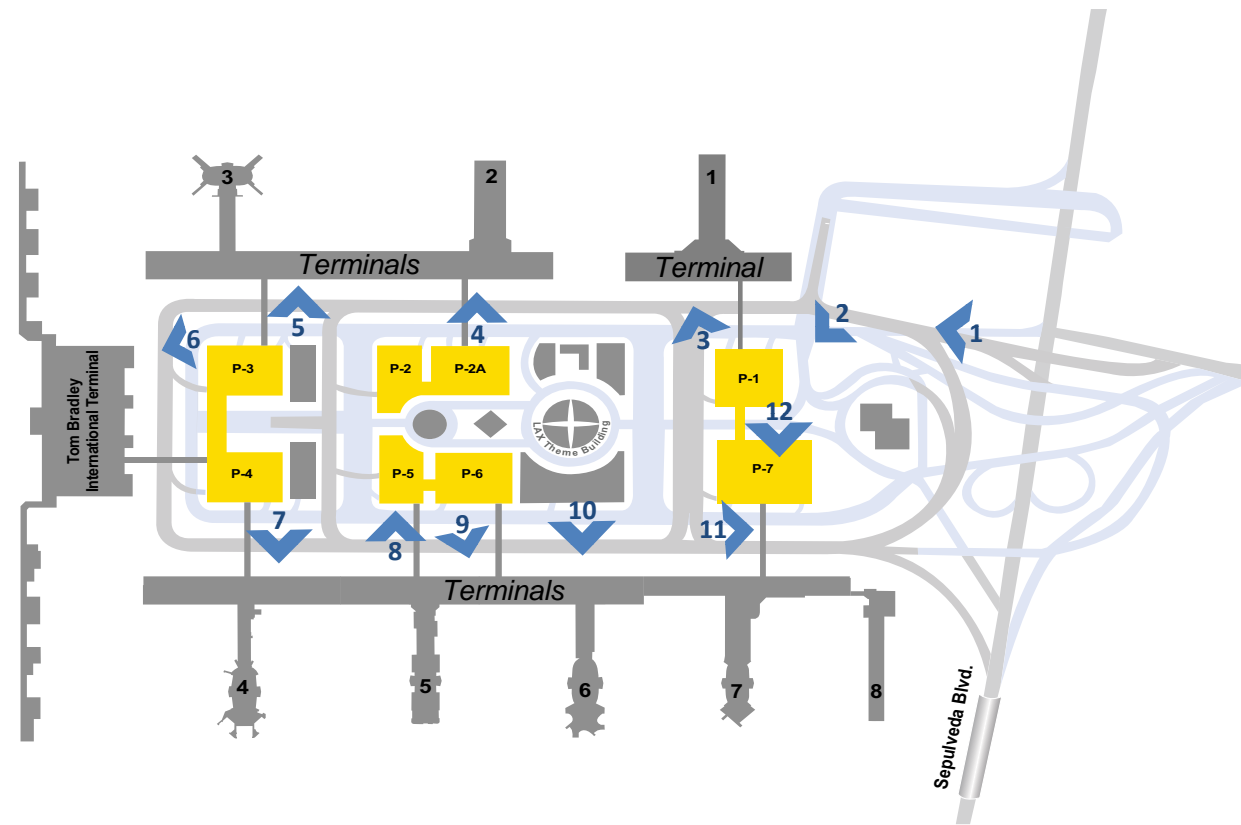 3
2
1
Terminals
Terminal
6
5
4
3
2
1
P-3
P-2
P-2A
P-1
12
LAX Theme Building
Tom Bradley
International Terminal
P-4
P-5
P-6
P-7
7
8
9
10
11
Terminals
4
5
6
7
8
Sepulveda Blvd.